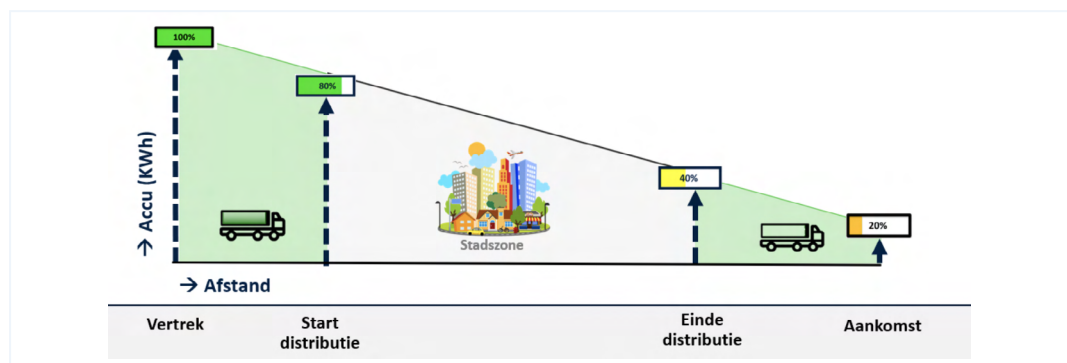 100%
80%
40%
20%
→ Accu (KWh)
Stadszone
→ Afstand
Vertrek
Start
distributie
Einde
distributie
Aankomst